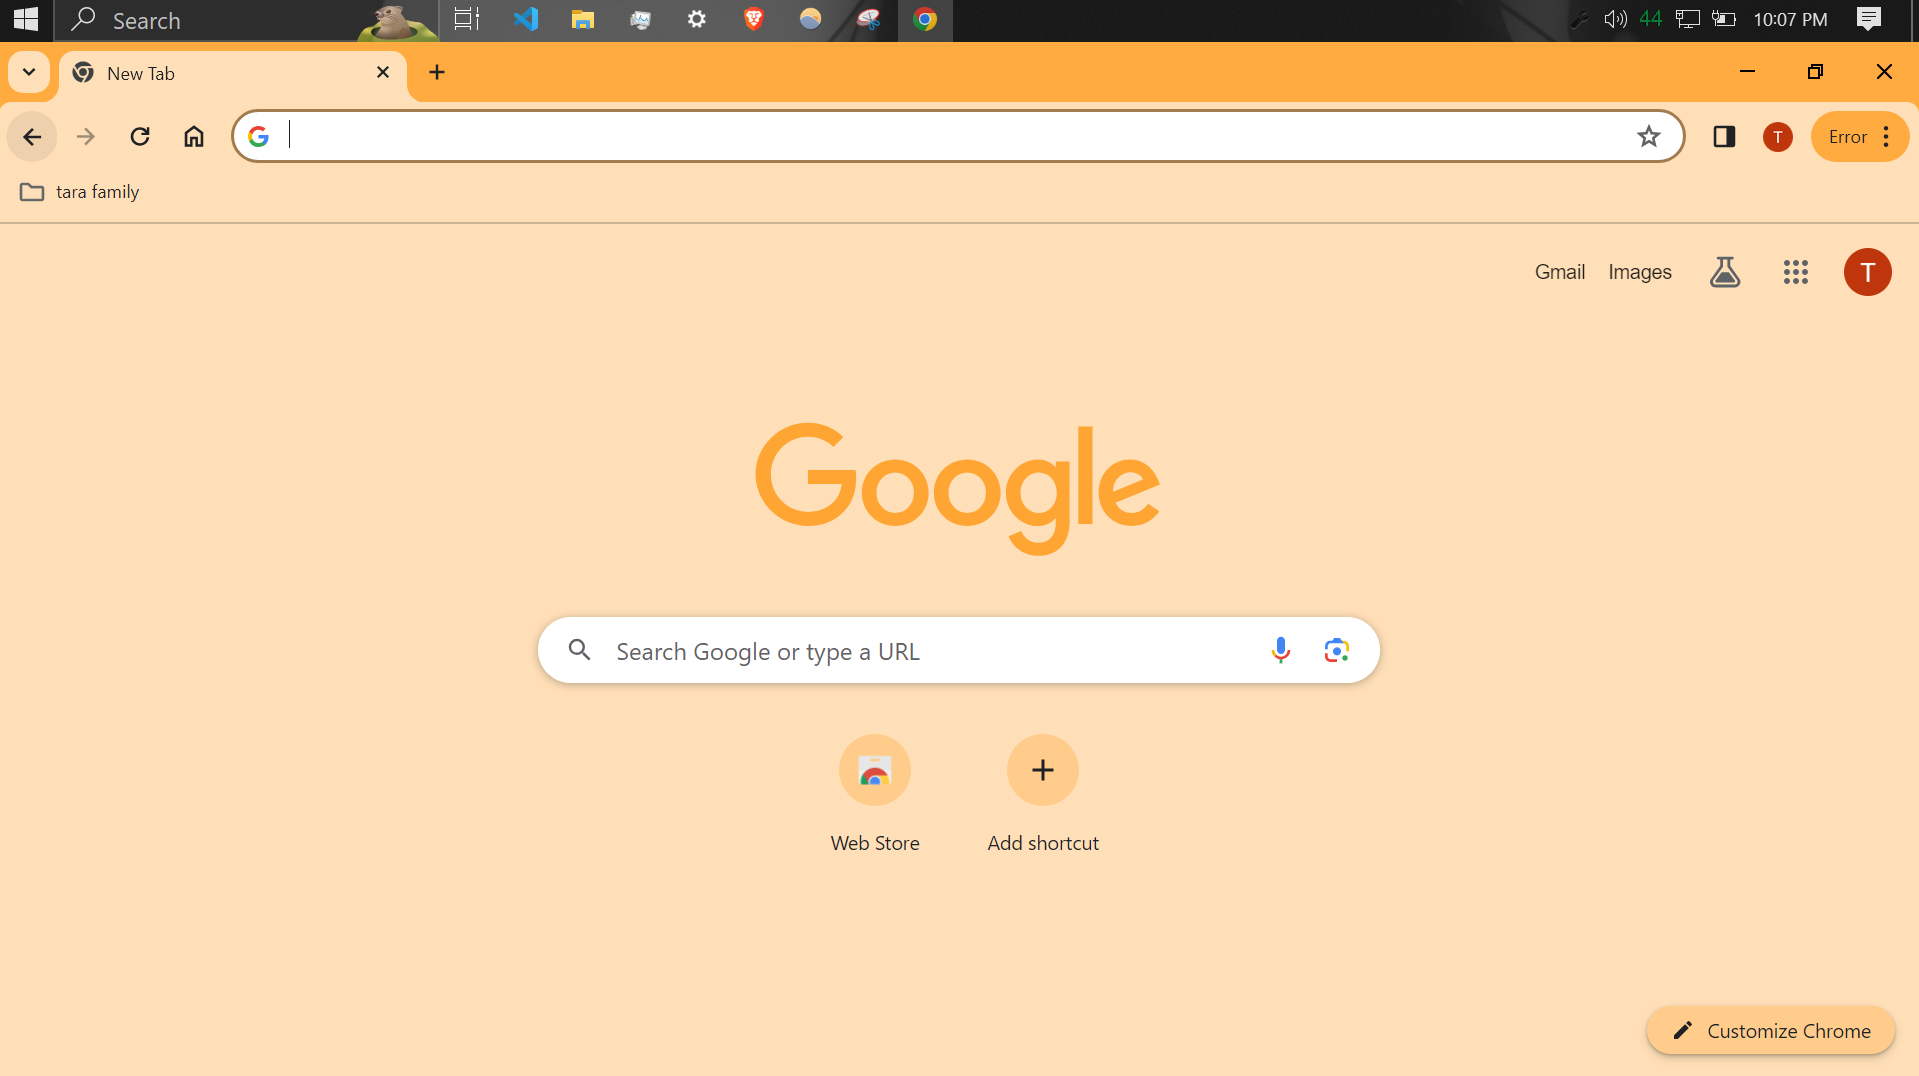 Search
44
10:07 PM
New Tab
T
Error
tara family
Gmail
Images
T
Google
Search Google or type a URL
Web Store
Add shortcut
Customize Chrome